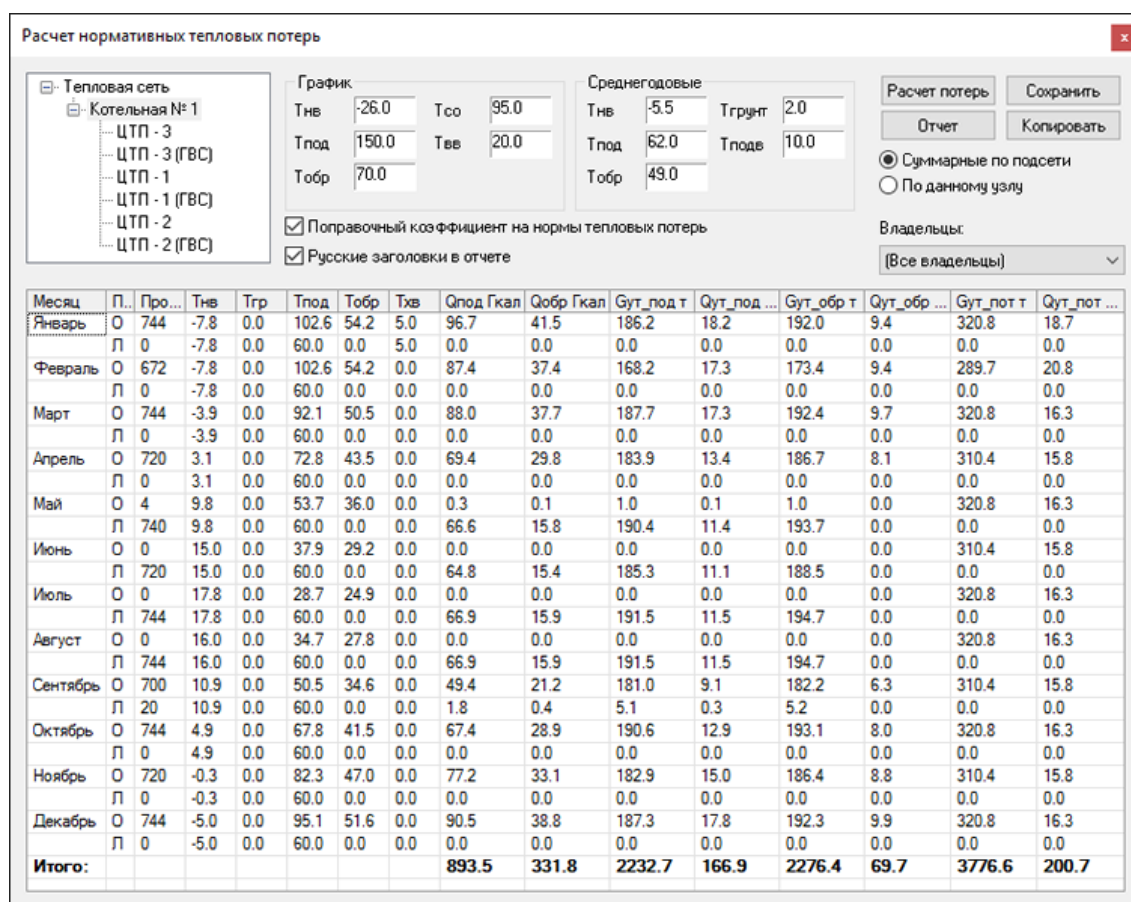 Расчет нормативных тепловых потерь
x
Тепловая сеть
Котельная № 1
ЦТП - 3
ЦТП - 3 (ГВС)
ЦТП - 1
ЦТП - 1 (ГВС)
ЦТП - 2
ЦТП - 2 (ГВС)
График
Тнв -26.0 Тсо 95.0
Тпод 150.0 Твв 20.0
Тобр 70.0
Среднегодовые
Тнв -5.5 Тгрунт 2.0
Тпод 62.0 Тподв 10.0
Тобр 49.0
Поправочный коэффициент на нормы тепловых потерь
Русские заголовки в отчете
Расчет потерь Сохранить
Отчет Копировать
Суммарные по подсети
По данному узлу
Владельцы:
(Все владельцы)
Месяц П.. Про... Тнв Тгр Тпод Тобр Тхв Qпод Гкал Qобр Гкал Gут_под т Qут_под ... Gут_обр т Qут_обр ... Gут_пот т Qут_пот ...
Январь О 744 -7.8 0.0 102.6 54.2 5.0 96.7 41.5 186.2 18.2 192.0 9.4 320.8 18.7
Л 0 -7.8 0.0 60.0 0.0 5.0 0.0 0.0 0.0 0.0 0.0 0.0 0.0 0.0
Февраль О 672 -7.8 0.0 102.6 54.2 0.0 87.4 37.4 168.2 17.3 173.4 9.4 289.7 20.8
Л 0 -7.8 0.0 60.0 0.0 0.0 0.0 0.0 0.0 0.0 0.0 0.0 0.0 0.0
Март О 744 -3.9 0.0 92.1 50.5 0.0 88.0 37.7 187.7 17.3 192.4 9.7 320.8 16.3
Л 0 -3.9 0.0 60.0 0.0 0.0 0.0 0.0 0.0 0.0 0.0 0.0 0.0 0.0
Апрель О 720 3.1 0.0 72.8 43.5 0.0 69.4 29.8 183.9 13.4 186.7 8.1 310.4 15.8
Л 0 3.1 0.0 60.0 0.0 0.0 0.0 0.0 0.0 0.0 0.0 0.0 0.0 0.0
Май О 4 9.8 0.0 53.7 36.0 0.0 0.3 0.1 1.0 0.1 1.0 0.0 320.8 16.3
Л 740 9.8 0.0 60.0 0.0 0.0 66.6 15.8 190.4 11.4 193.7 0.0 0.0 0.0
Июнь О 0 15.0 0.0 37.9 29.2 0.0 0.0 0.0 0.0 0.0 0.0 0.0 310.4 15.8
Л 720 15.0 0.0 60.0 0.0 0.0 64.8 15.4 185.3 11.1 188.5 0.0 0.0 0.0
Июль О 0 17.8 0.0 28.7 24.9 0.0 0.0 0.0 0.0 0.0 0.0 0.0 320.8 16.3
Л 744 17.8 0.0 60.0 0.0 0.0 66.9 15.9 191.5 11.5 194.7 0.0 0.0 0.0
Август О 0 16.0 0.0 34.7 27.8 0.0 0.0 0.0 0.0 0.0 0.0 0.0 320.8 16.3
Л 744 16.0 0.0 60.0 0.0 0.0 66.9 15.9 191.5 11.5 194.7 0.0 0.0 0.0
Сентябрь О 700 10.9 0.0 50.5 34.6 0.0 49.4 21.2 181.0 9.1 182.2 6.3 310.4 15.8
Л 20 10.9 0.0 60.0 0.0 0.0 1.8 0.4 5.1 0.3 5.2 0.0 0.0 0.0
Октябрь О 744 4.9 0.0 67.8 41.5 0.0 67.4 28.9 190.6 12.9 193.1 8.0 320.8 16.3
Л 0 4.9 0.0 60.0 0.0 0.0 0.0 0.0 0.0 0.0 0.0 0.0 0.0 0.0
Ноябрь О 720 -0.3 0.0 82.3 47.0 0.0 77.2 33.1 182.9 15.0 186.4 8.8 310.4 15.8
Л 0 -0.3 0.0 60.0 0.0 0.0 0.0 0.0 0.0 0.0 0.0 0.0 0.0 0.0
Декабрь О 744 -5.0 0.0 95.1 51.6 0.0 90.5 38.8 187.3 17.8 192.3 9.9 320.8 16.3
Л 0 -5.0 0.0 60.0 0.0 0.0 0.0 0.0 0.0 0.0 0.0 0.0 0.0 0.0
Итого: 893.5 331.8 2232.7 166.9 2276.4 69.7 3776.6 200.7